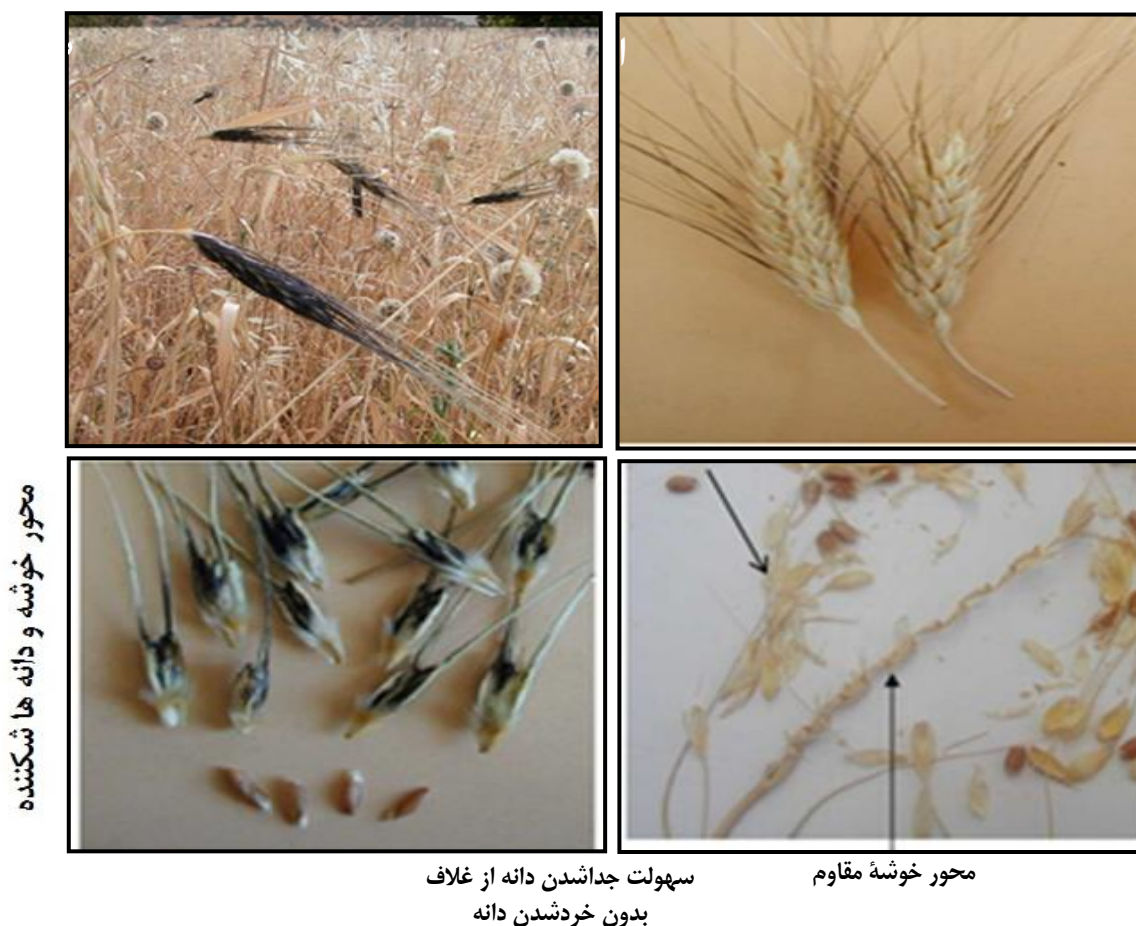 محور خوشه و دانه ها شکننده
محور خوشهٔ مقاوم
سهولت جداشدن دانه از غلاف
بدون خردشدن دانه